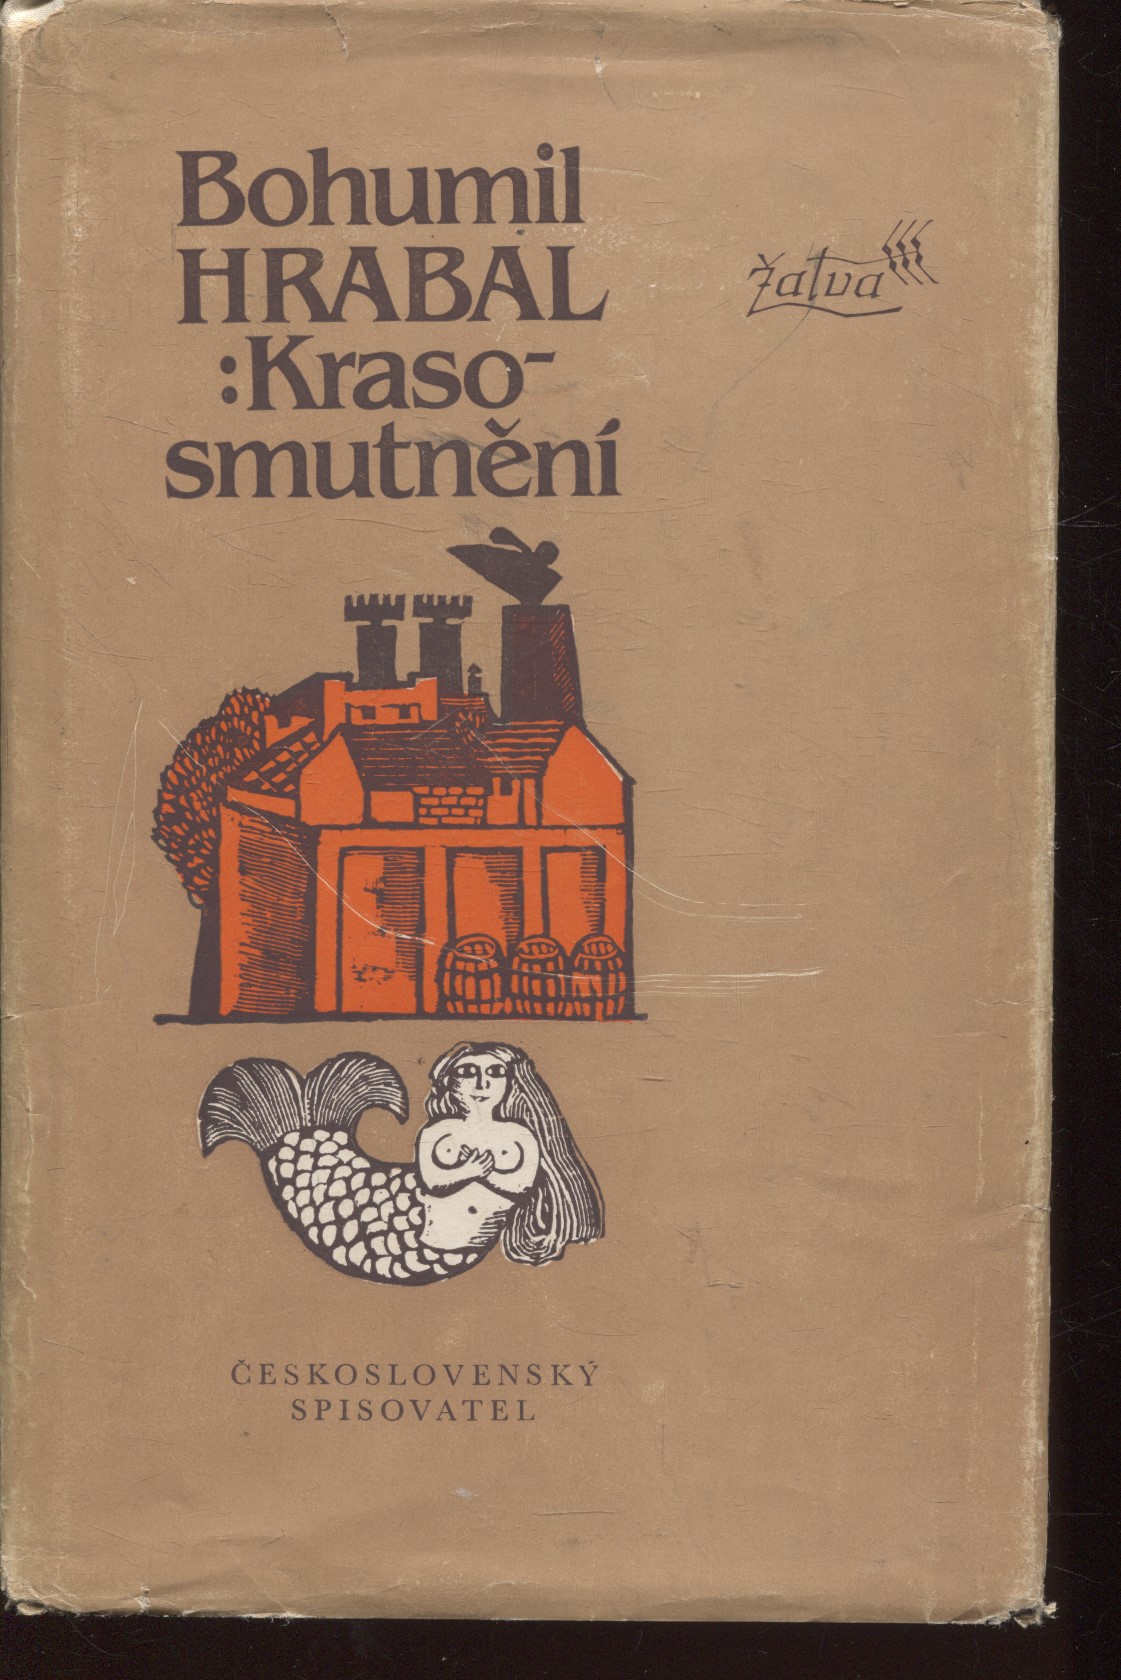 Bohumil
HRABAL
:Kraso-
smutnění
žatva
ČESKOSLOVENSKÝ
SPISOVATEL